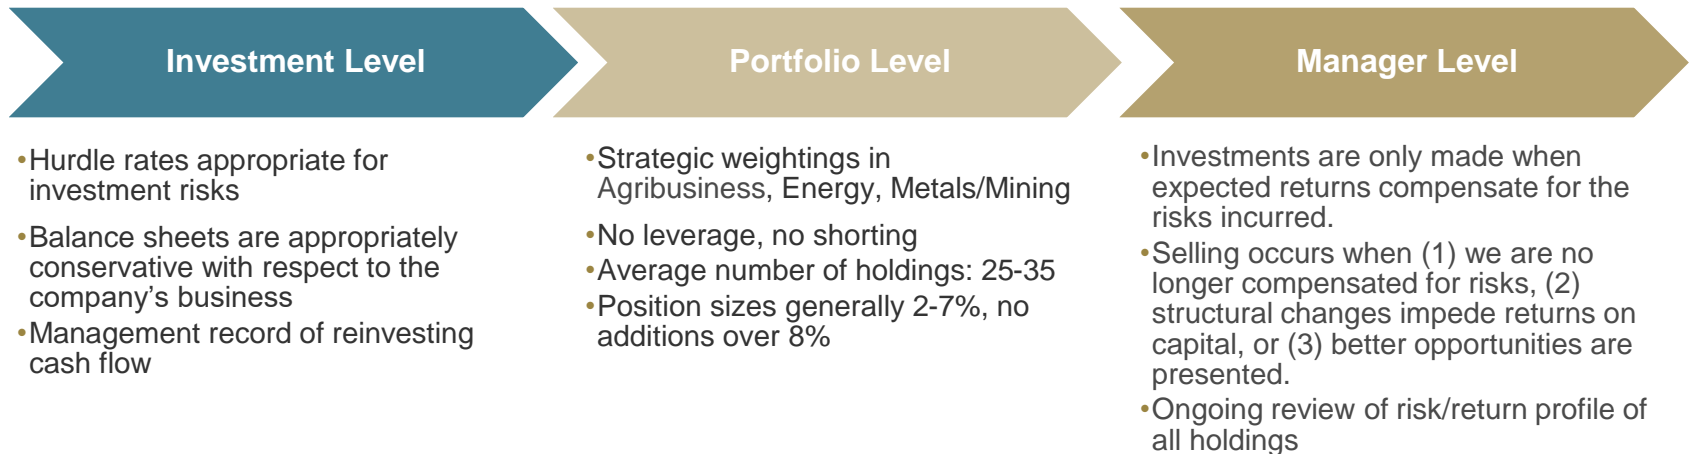 Investment Level
•Hurdle rates appropriate for
investment risks
•Balance sheets are appropriately
conservative with respect to the
company's business
•Management record of reinvesting
cash flow
Portfolio Level
•Strategic weightings in
Agribusiness, Energy, Metals/Mining
•No leverage, no shorting
•Average number of holdings: 25-35
•Position sizes generally 2-7%, no
additions over 8%
Manager Level
•Investments are only made when
expected returns compensate for the
risks incurred.
•Selling occurs when (1) we are no
longer compensated for risks, (2)
structural changes impede returns on
capital, or (3) better opportunities are
presented.
•Ongoing review of risk/return profile of
all holdings